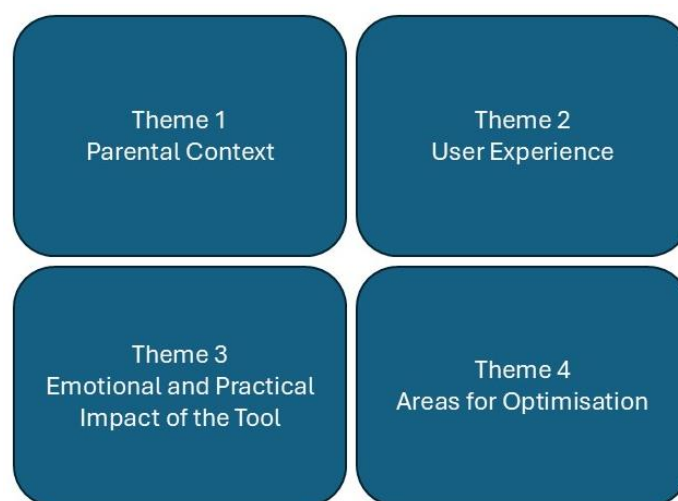 Theme 1
Parental Context
Theme 2
User Experience
Theme 3
Emotional and Practical
Impact of the Tool
Theme 4
Areas for Optimisation